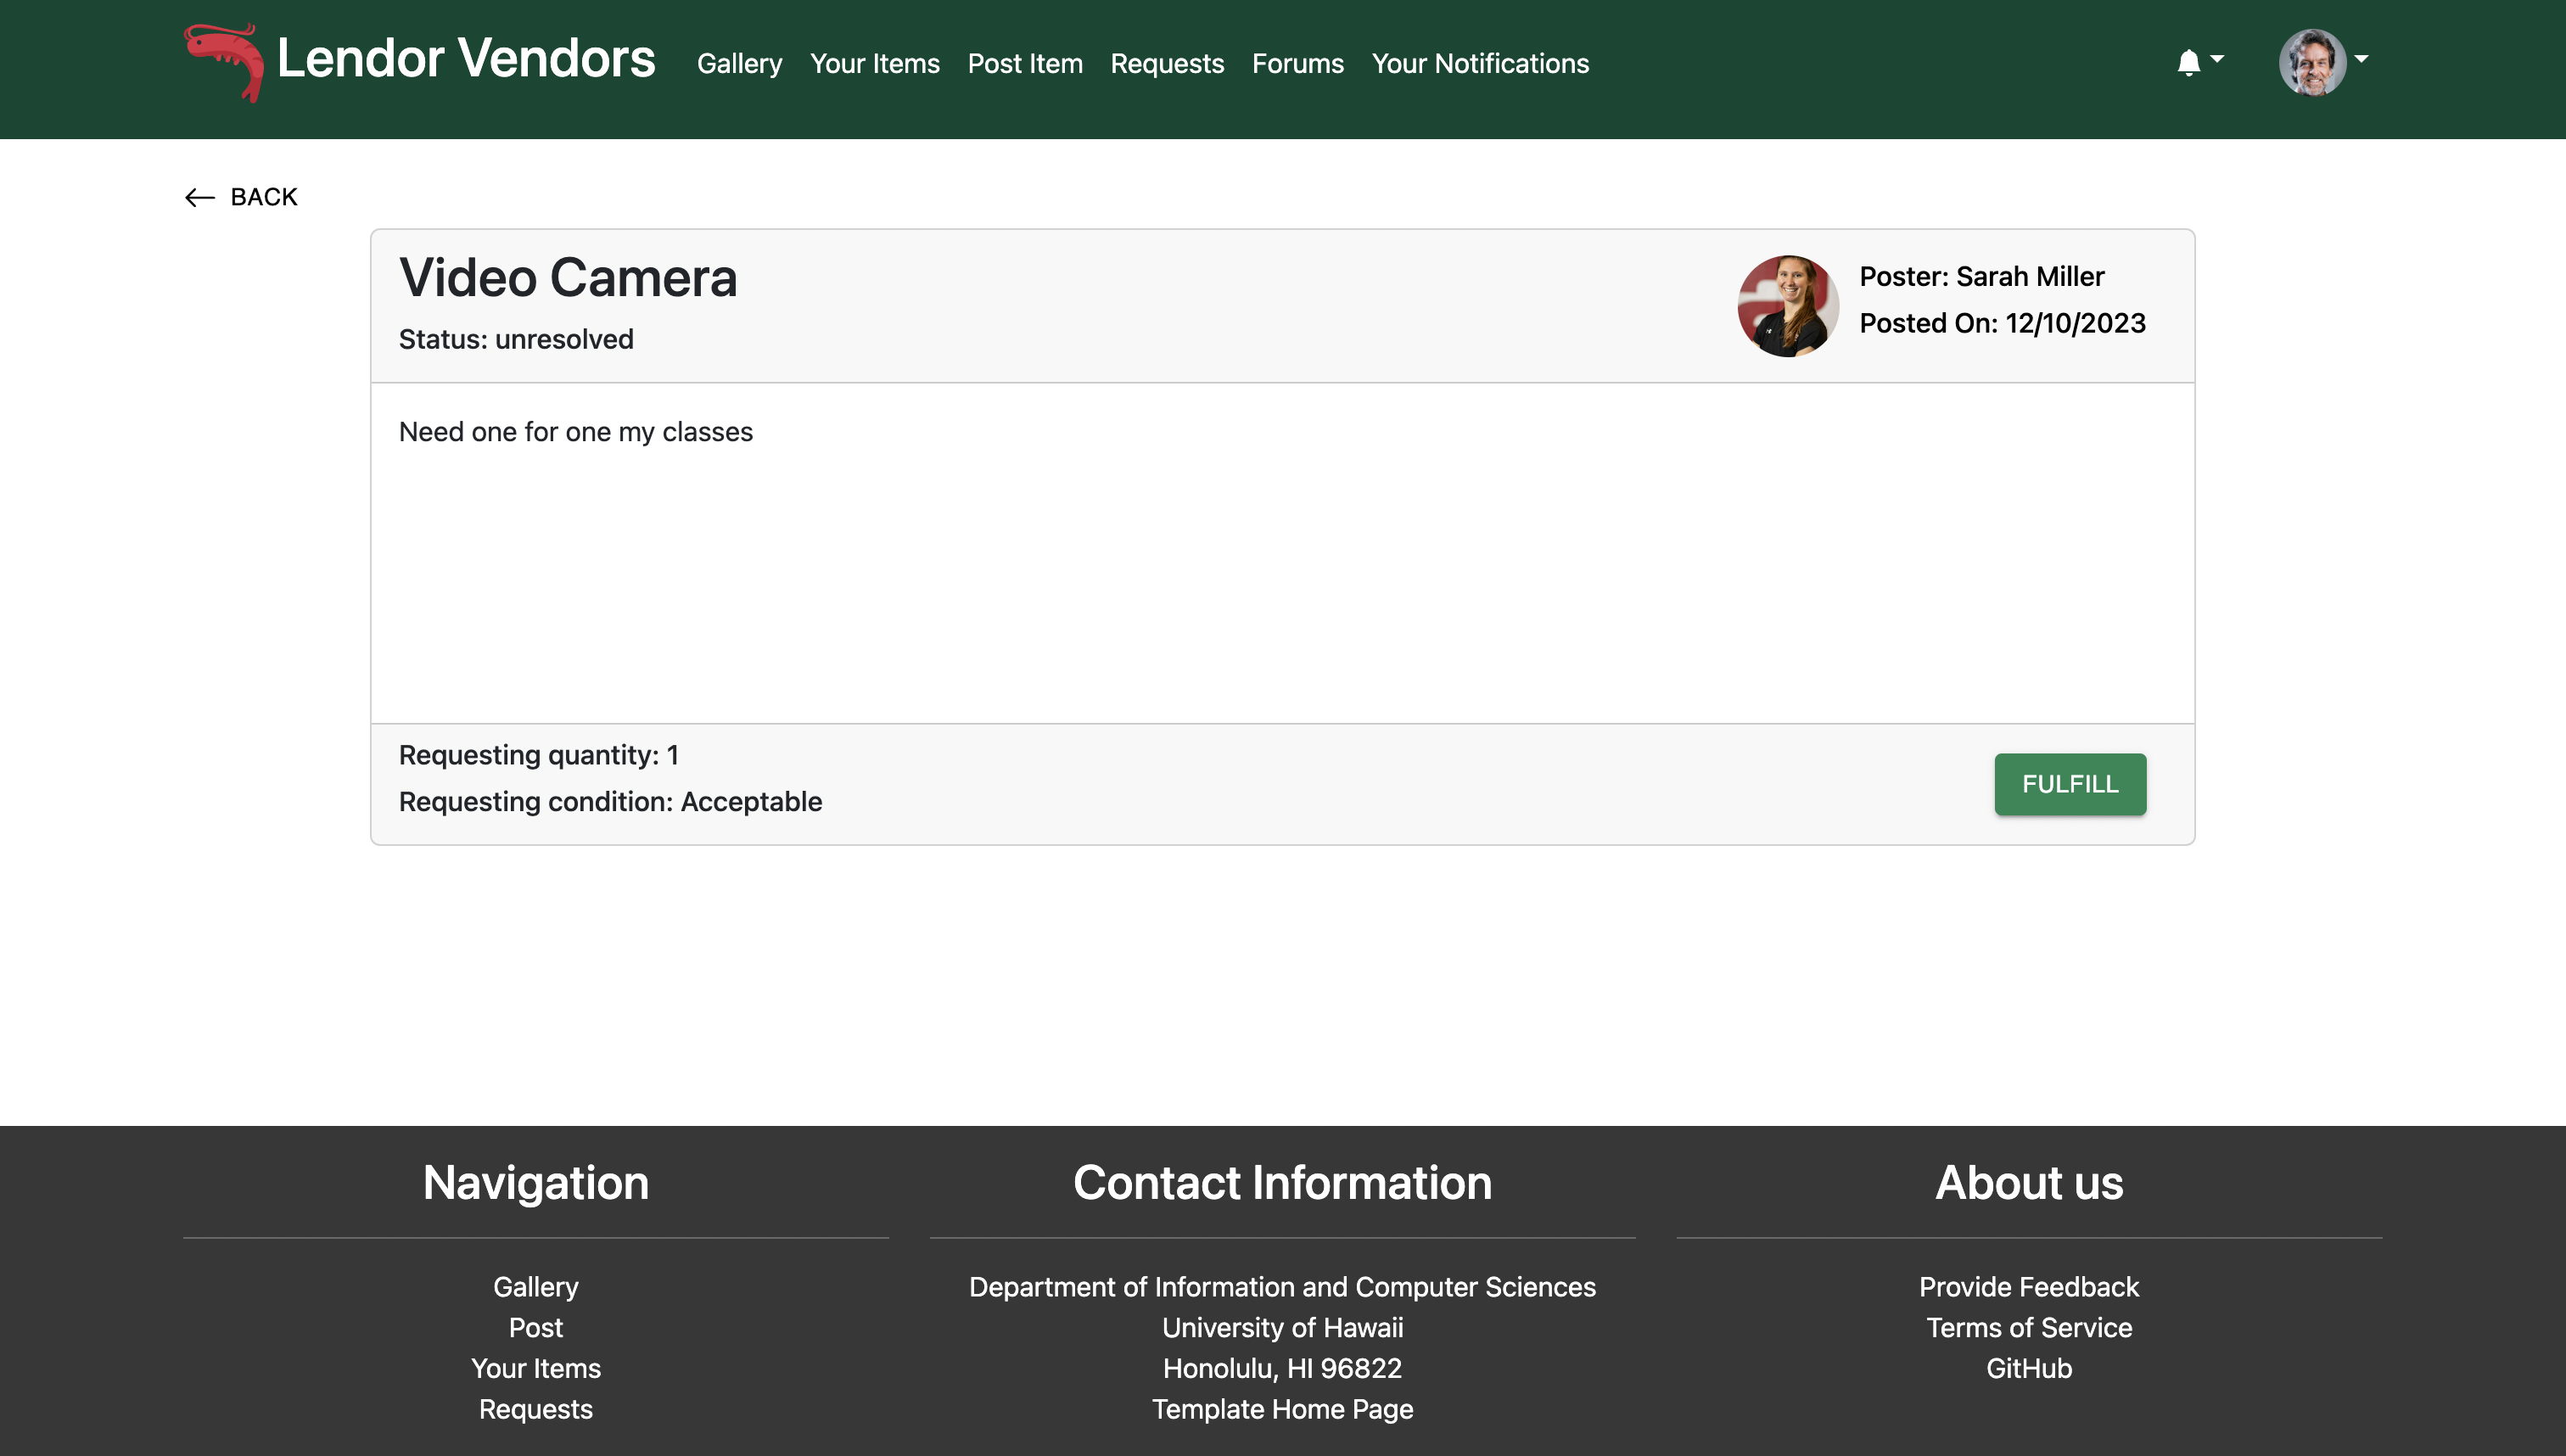 Lendor Vendors Gallery Your Items Post Item Requests Forums Your Notifications
BACK
Video Camera
Status: unresolved
Poster: Sarah Miller
Posted On: 12/10/2023
Need one for one my classes
Requesting quantity: 1
Requesting condition: Acceptable
FULFILL
Navigation
Gallery
Post
Your Items
Requests
Contact Information
Department of Information and Computer Sciences
University of Hawaii
Honolulu, HI 96822
Template Home Page
About us
Provide Feedback
Terms of Service
GitHub